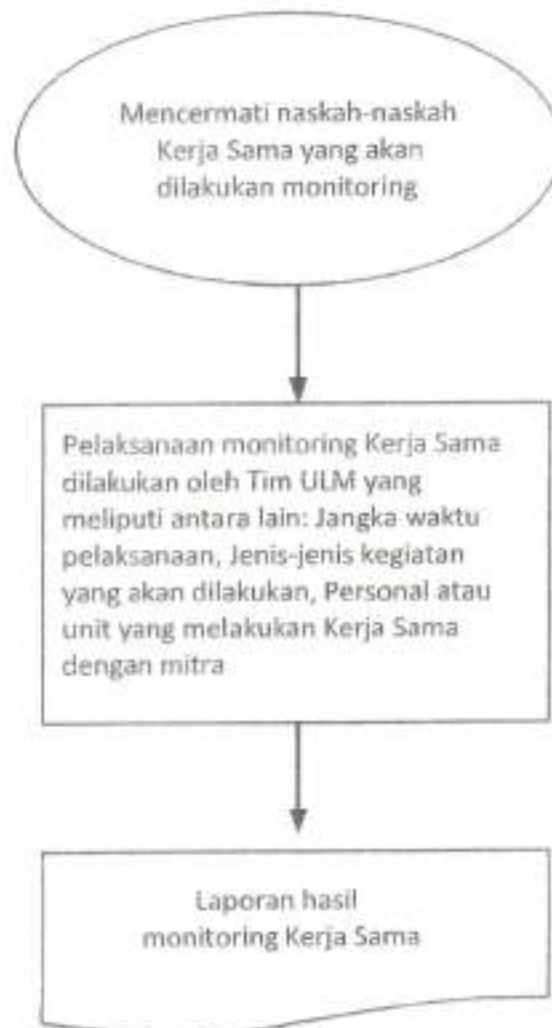 Mencermati naskah-naskah
Kerja Sama yang akan
dilakukan monitoring
Pelaksanaan monitoring Kerja Sama
dilakukan oleh Tim ULM yang
meliputi antara lain: Jangka waktu
pelaksanaan, Jenis-jenis kegiatan
yang akan dilakukan, Personal atau
unit yang melakukan Kerja Sama
dengan mitra
Laporan hasil
monitoring Kerja Sama